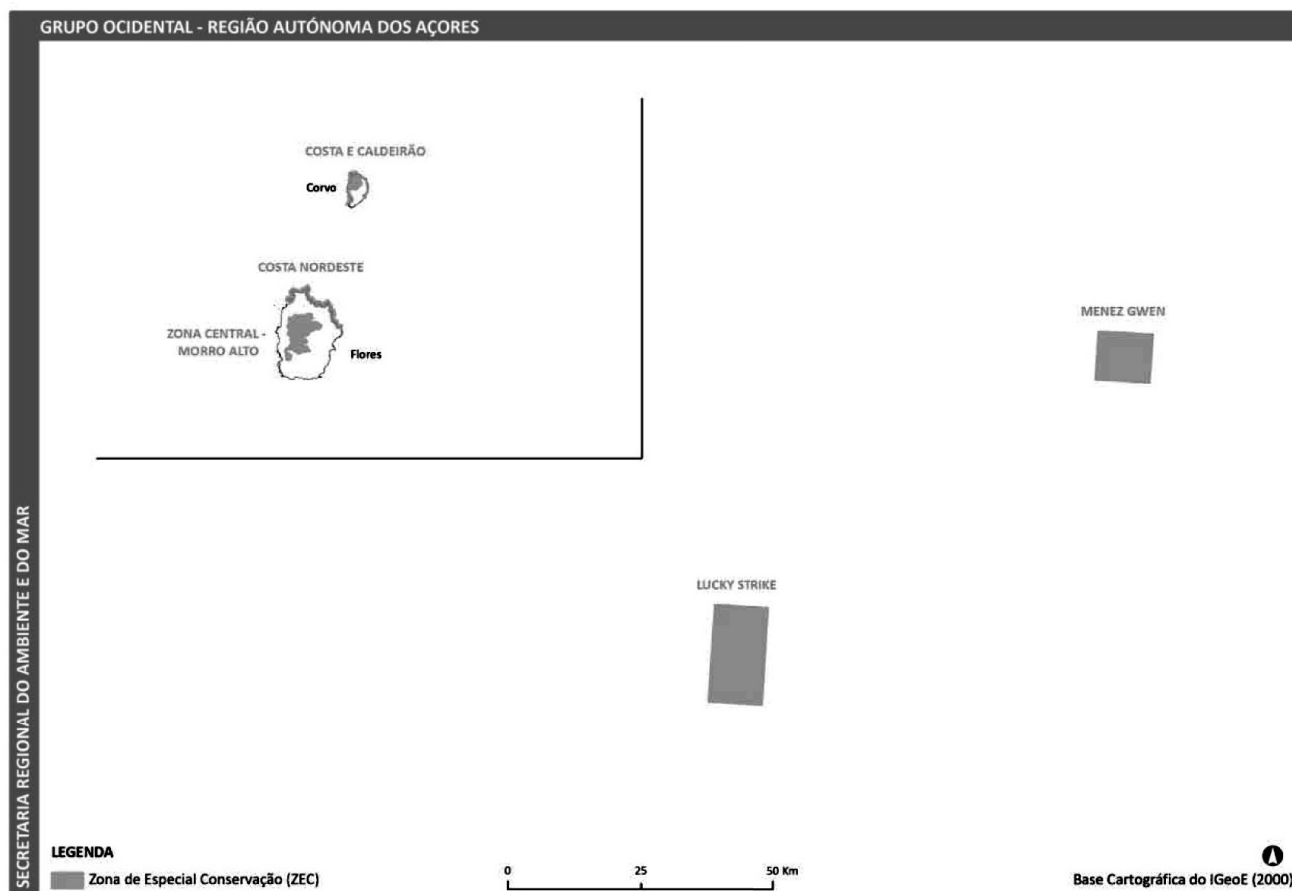 GRUPO OCIDENTAL - REGIÃO AUTÓNOMA DOS AÇORES
COSTA E CALDEIRÃO
Corvo
COSTA NORDESTE
ZONA CENTRAL -
MORRO ALTO
Flores
MENEZ GWEN
LUCKY STRIKE
SECRETARIA REGIONAL DO AMBIENTE E DO MAR
LEGENDA
Zona de Especial Conservação (ZEC)
0 25 50 Km
Base Cartográfica do IGeoE (2000)